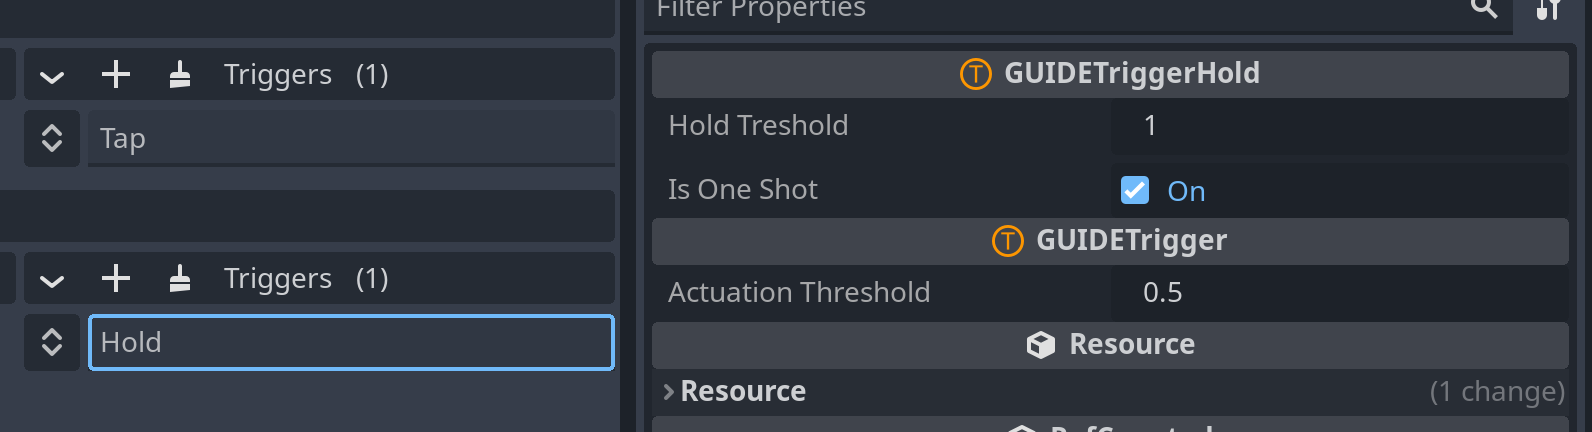 Filter Properties
Triggers (1)
Tap
Triggers (1)
Hold
GUIDETriggerHold
Hold Treshold 1
Is One Shot On
GUIDETrigger
Actuation Threshold 0.5
Resource
Resource (1 change)